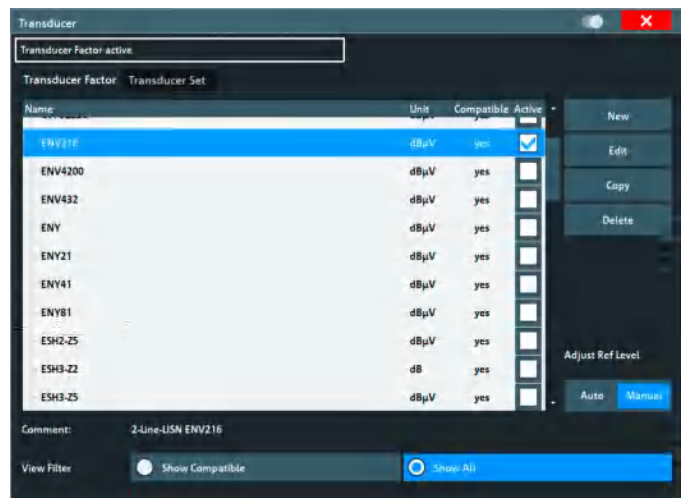 Transducer
Transducer Factor active
Transducer Factor Transducer Set
Name Unit Compatible Active
ENV216 dBµV yes
ENV4200 dBµV yes
ENV432 dBµV yes
ENY dBµV yes
ENY21 dBµV yes
ENY41 dBµV yes
ENY81 dBµV yes
ESH2-Z5 dBµV yes
ESH3-Z2 dB yes
ESH3-Z5 dBµV yes
New
Edit
Copy
Delete
Adjust Ref Level
Auto Manual
Comment: 2-Line-LISN ENV216
View Filter Show Compatible Show All